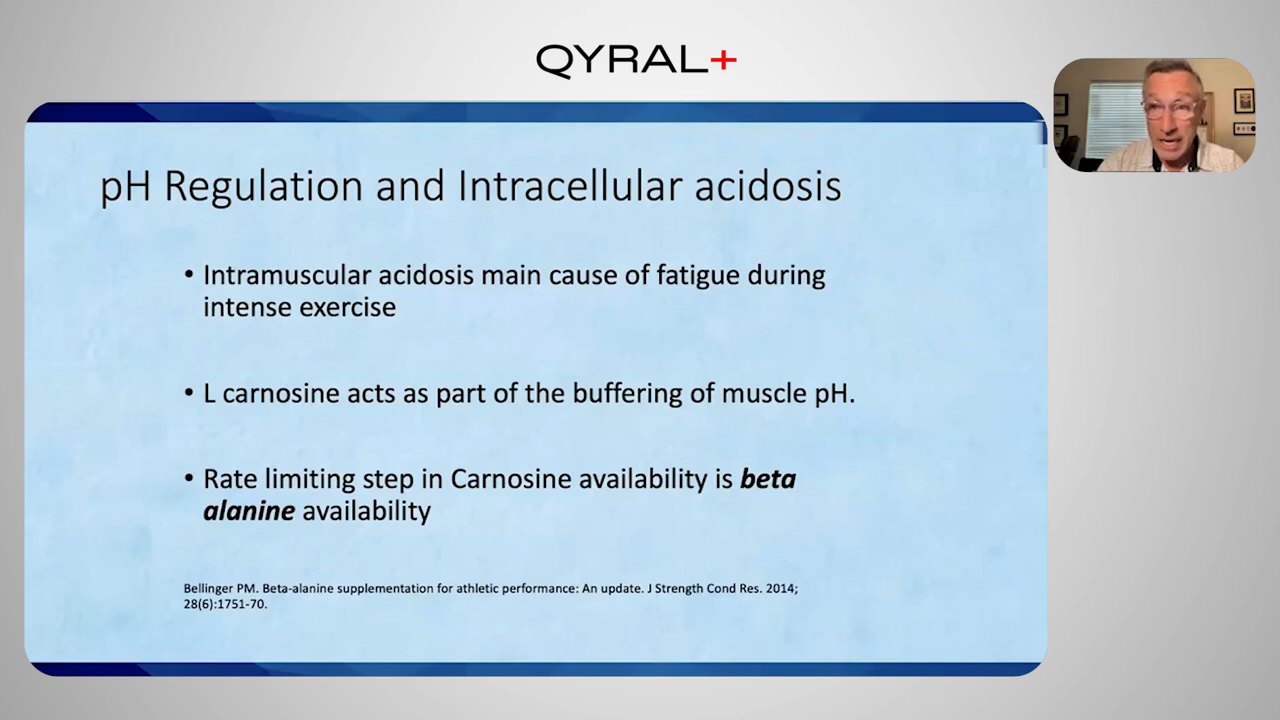 QYRAL+
pH Regulation and Intracellular acidosis
• Intramuscular acidosis main cause of fatigue during
intense exercise
• L carnosine acts as part of the buffering of muscle pH.
• Rate limiting step in Carnosine availability is beta
alanine availability
Bellinger PM. Beta-alanine supplementation for athletic performance: An update. J Strength Cond Res. 2014;
28(6):1751-70.